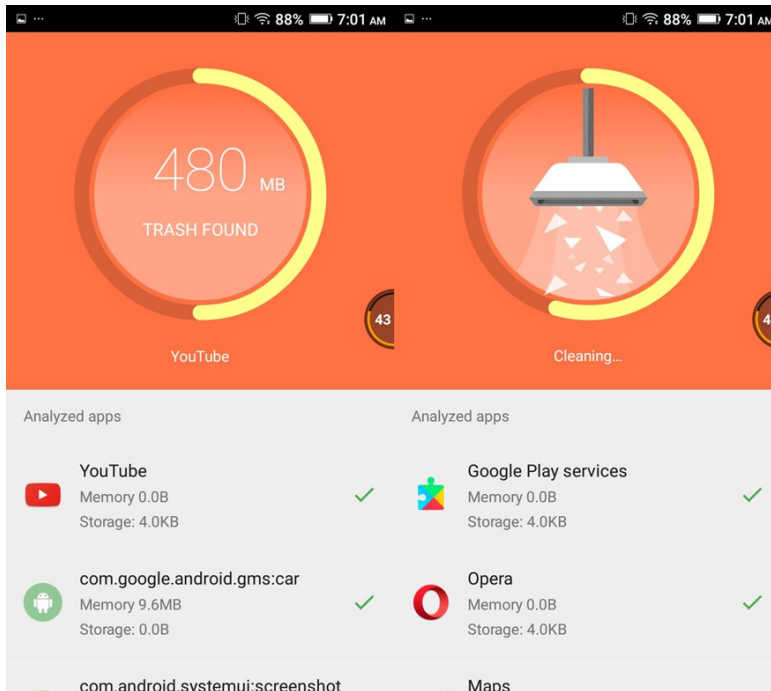 88% 7:01 AM
480 MB
TRASH FOUND
43
YouTube
Analyzed apps
YouTube
Memory 0.0B
Storage: 4.0KB
com.google.android.gms:car
Memory 9.6MB
Storage: 0.0B
com.android.systemui:screenshot
88% 7:01 AM
4
Cleaning...
Analyzed apps
Google Play services
Memory 0.0B
Storage: 4.0KB
Opera
Memory 0.0B
Storage: 4.0KB
Maps